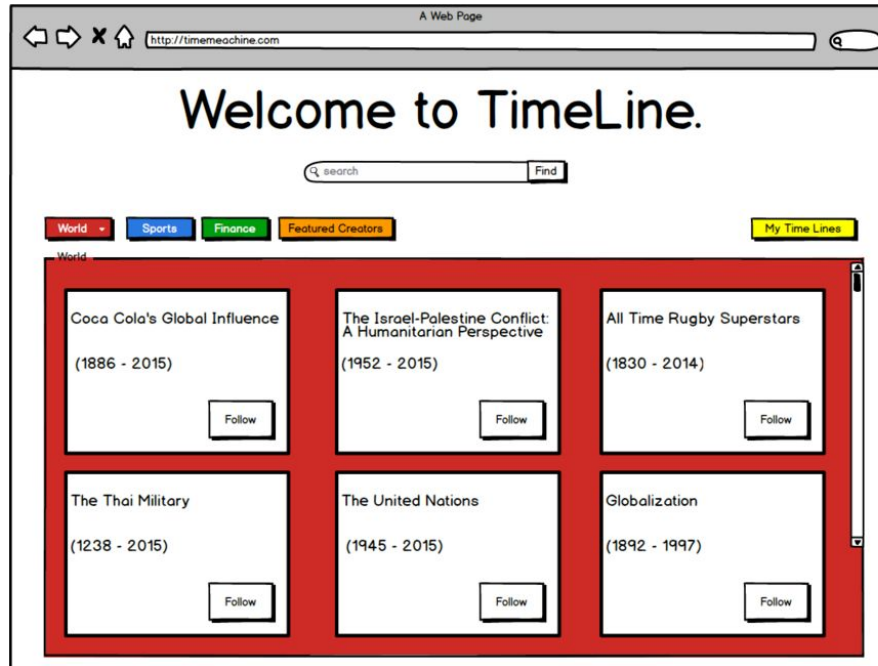 A Web Page
http://timemeachine.com
Welcome to TimeLine.
search
Find
World
Sports
Finance
Featured Creators
My Time Lines
World
Coca Cola's Global Influence
(1886 - 2015)
Follow
The Israel-Palestine Conflict:
A Humanitarian Perspective
(1952 - 2015)
Follow
All Time Rugby Superstars
(1830 - 2014)
Follow
The Thai Military
(1238 - 2015)
Follow
The United Nations
(1945 - 2015)
Follow
Globalization
(1892 - 1997)
Follow